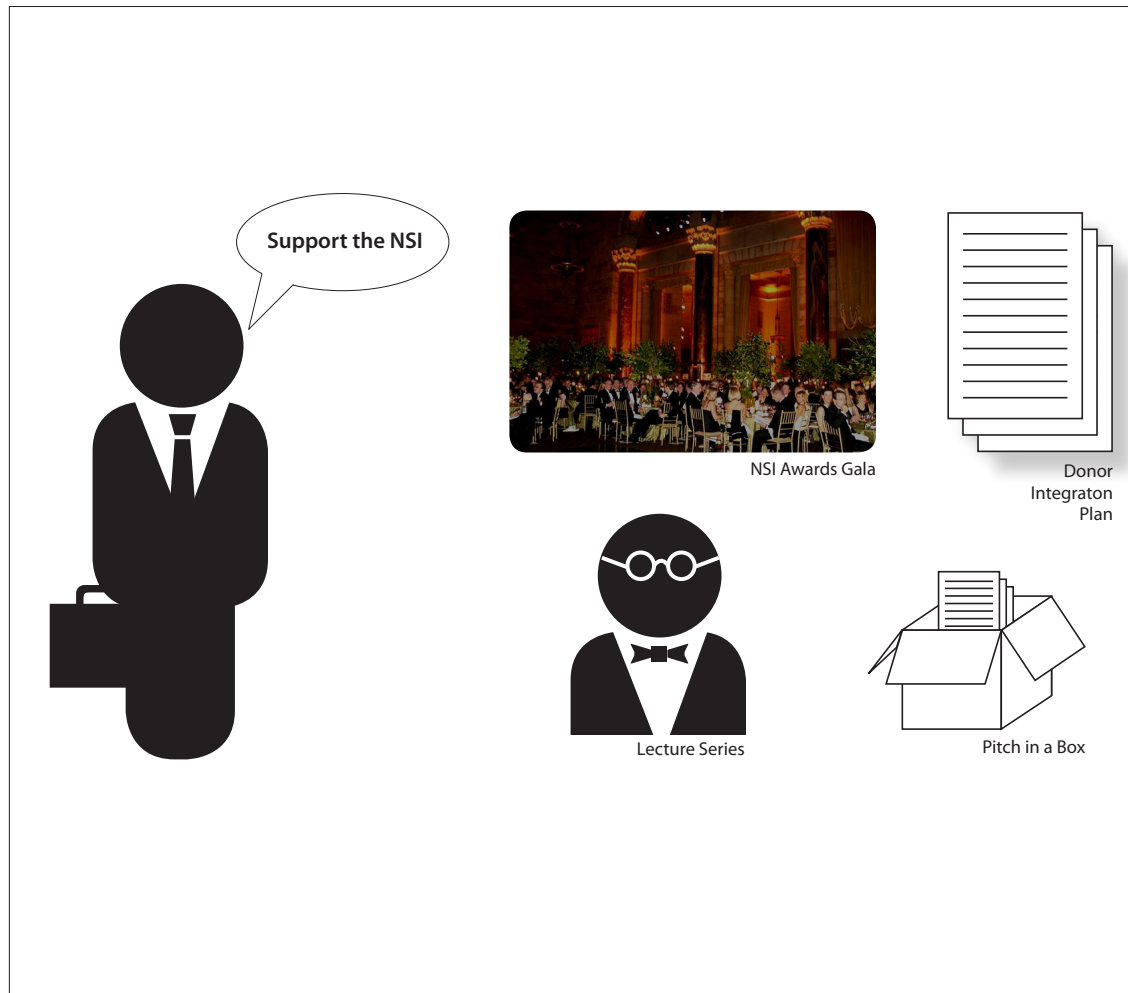 Support the NSI
NSI Awards Gala
Donor
Integraton
Plan
Lecture Series
Pitch in a Box